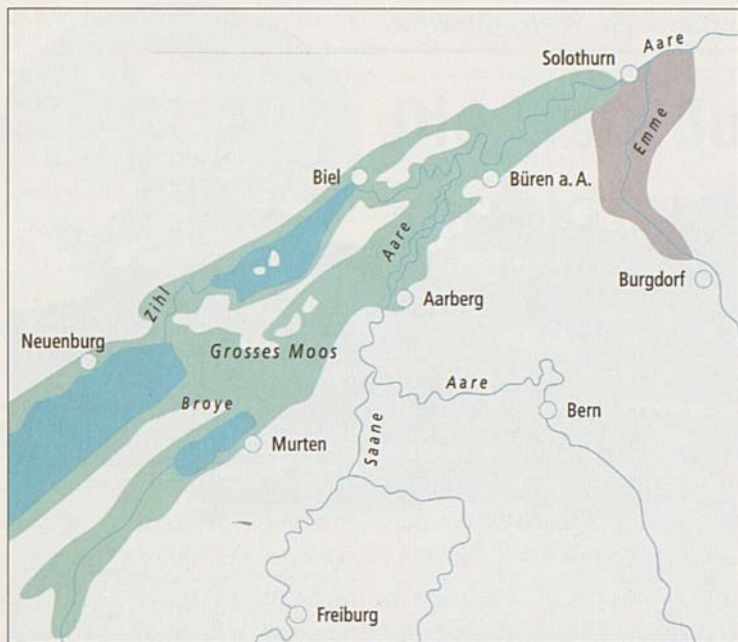 Aare
Solothurn
Emme
Biel
Büren a. A.
Aare
Zihl
Aarberg
Burgdorf
Neuenburg
Grosses Moos
Aare
Broye
Bern
Murten
Saane
Freiburg